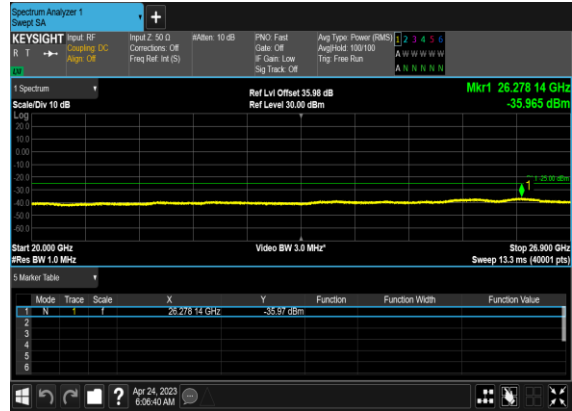 Spectrum Analyzer 1
Swept SA
+
KEYSIGHT Input: RF Input Z: 50 Ω #Atten: 10 dB PNO: Fast Avg Type: Power (RMS) 1 2 3 4 5 6
R T Coupling: DC Corrections: Off Gate: Off Avg|Hold: 100/100 A W W W W W
Align: Off Freq Ref: Int (S) IF Gain: Low Trig: Free Run
Sig Track: Off A N N N N N
1 Spectrum Ref Lvl Offset 35.98 dB Mkr1 26.278 14 GHz
Scale/Div 10 dB Ref Level 30.00 dBm -35.965 dBm
Log
20.0
10.0
0.00
-10.0
-20.0
-30.0
-40.0
-50.0
-60.0
1 -25.00 dBm
1
Start 20.000 GHz Video BW 3.0 MHz* Stop 26.900 GHz
#Res BW 1.0 MHz Sweep 13.3 ms (40001 pts)
5 Marker Table
Mode Trace Scale X Y Function Function Width Function Value
1 N 1 f 26.278 14 GHz -35.97 dBm
2
3
4
5
6
? Apr 24, 2023
6:06:40 AM